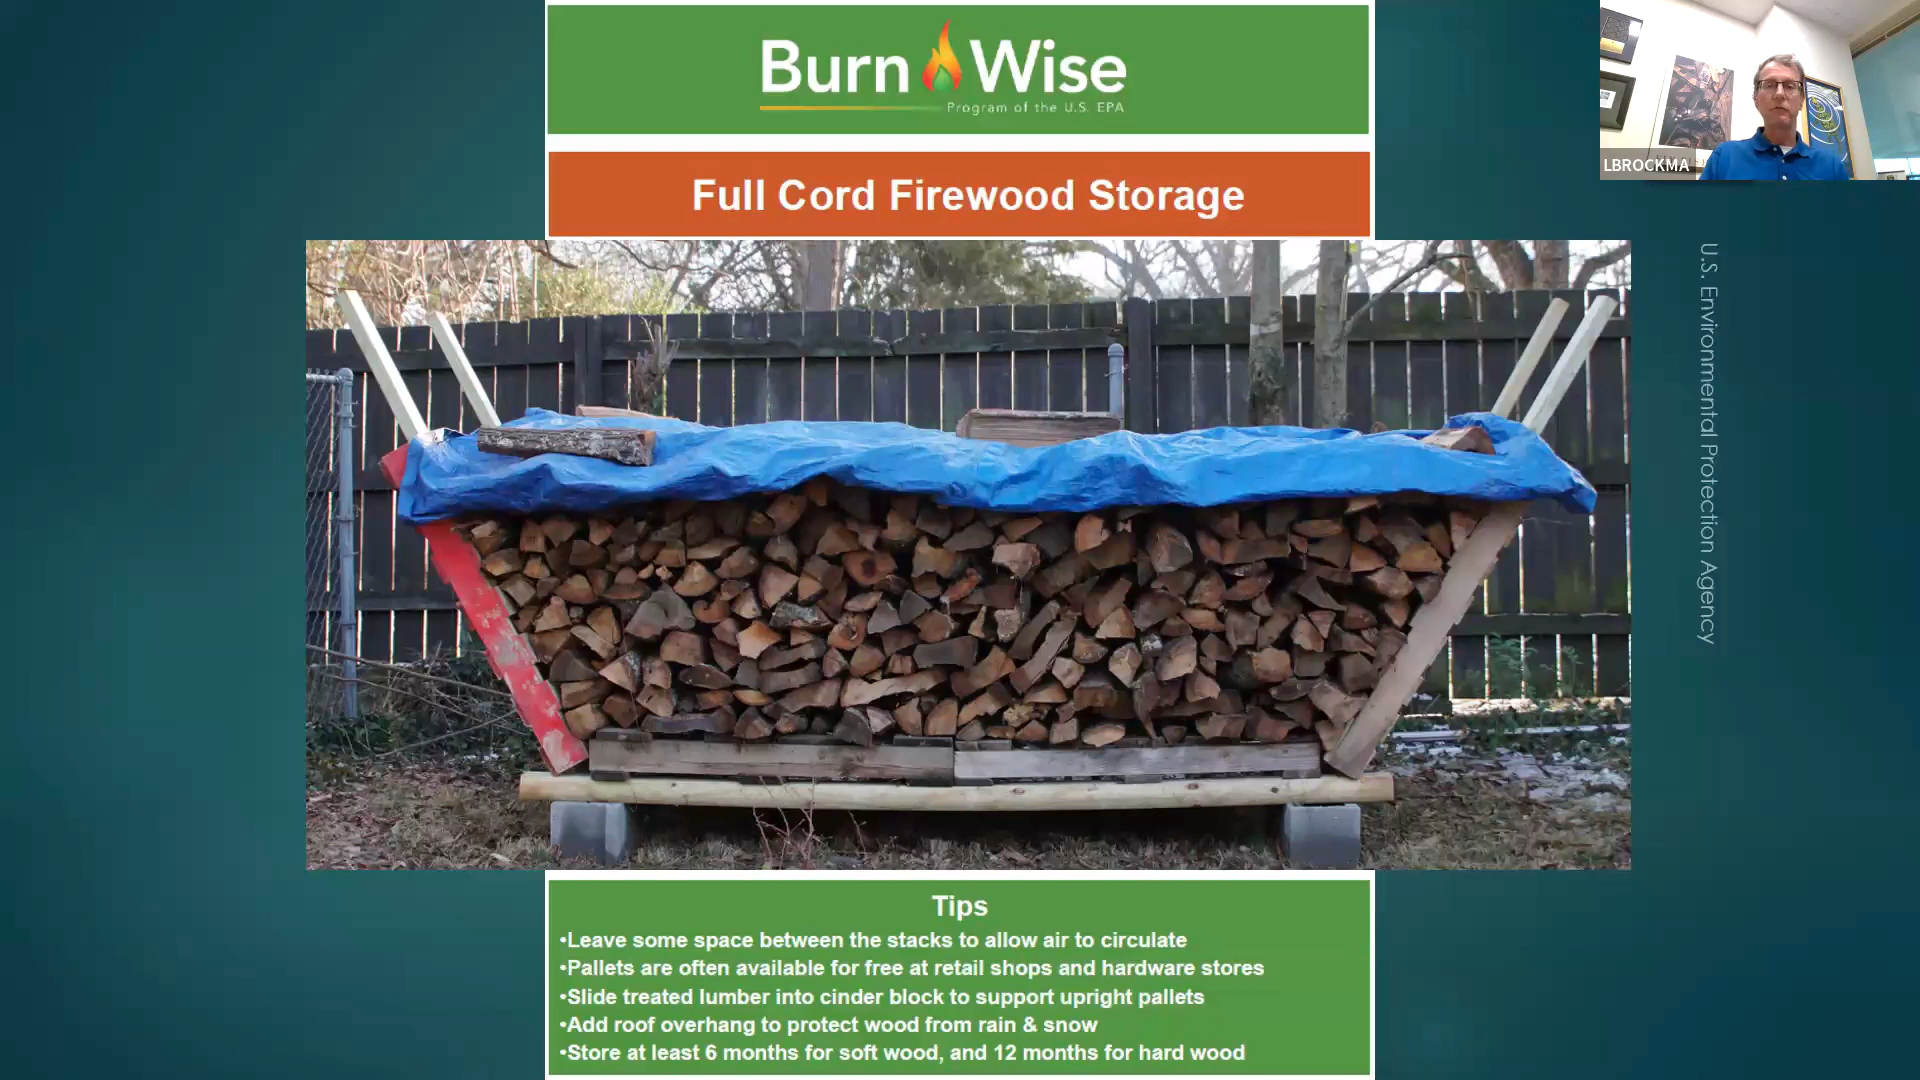 Burn Wise
Program of the U.S. EPA
Full Cord Firewood Storage
LBROCKMA
U.S. Environmental Protection Agency
Tips
•Leave some space between the stacks to allow air to circulate
•Pallets are often available for free at retail shops and hardware stores
•Slide treated lumber into cinder block to support upright pallets
•Add roof overhang to protect wood from rain & snow
•Store at least 6 months for soft wood, and 12 months for hard wood